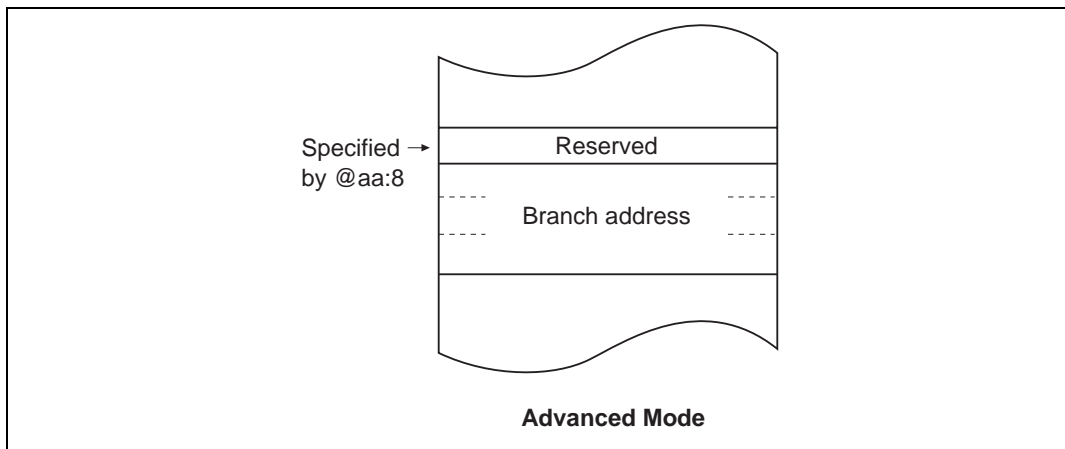 Reserved
Specified →
by @aa:8
Branch address
Advanced Mode